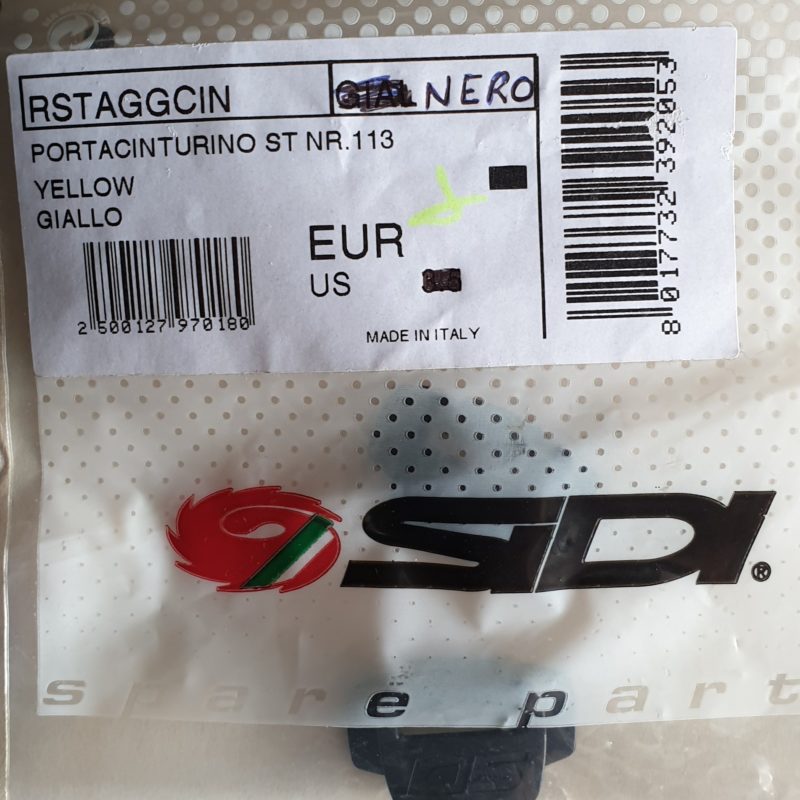 RSTAGGCIN
GIAL NERO
PORTACINTURINO ST NR.113
YELLOW
GIALLO
EUR
US
2 500127 970180
MADE IN ITALY
8 017732 392053
SIDI®
spare part